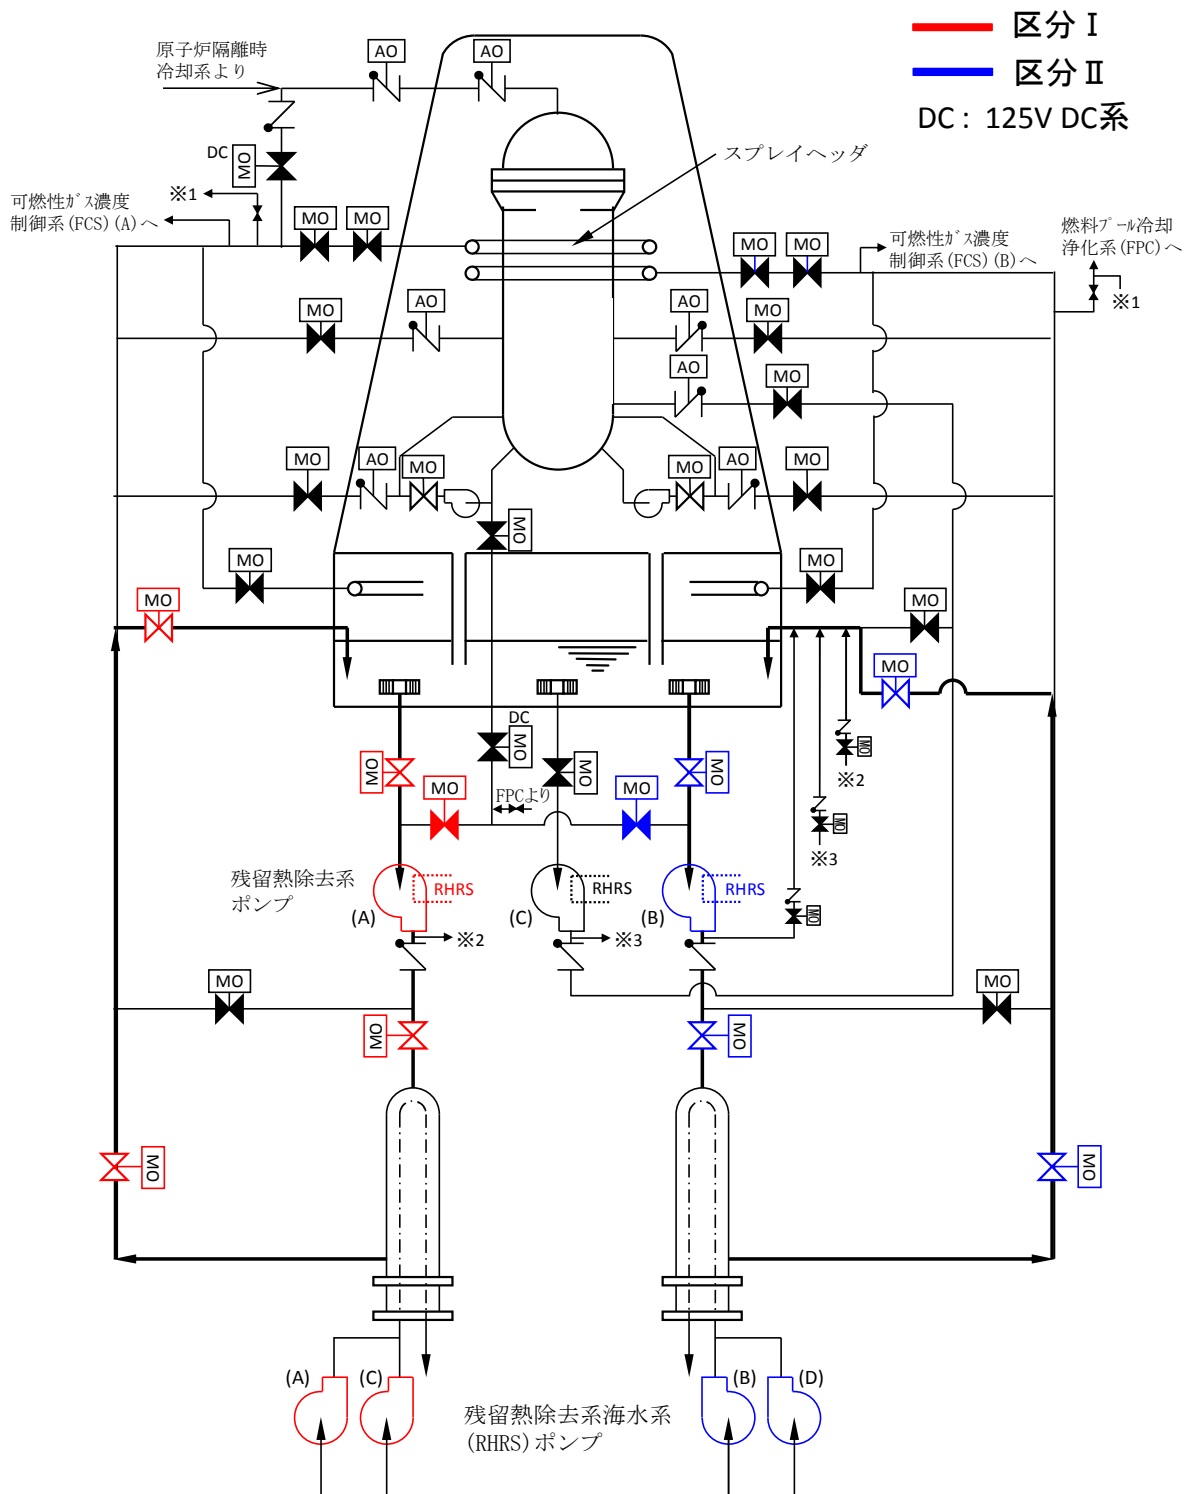 区分Ⅰ
区分Ⅱ
DC : 125V DC系
原子炉隔離時
冷却系より
AO
AO
スプレイヘッダ
DC
MO
※1
可燃性ガス濃度
制御系(FCS)(A)へ
MO
MO
MO
MO
可燃性ガス濃度
制御系(FCS)(B)へ
燃料プール冷却
浄化系(FPC)へ
※1
MO
AO
AO
MO
AO
MO
MO
AO
MO
MO
AO
MO
MO
MO
MO
MO
MO
MO
DC
MO
MO
MO
MO
MO
※2
MO
FPCより
MO
MO
※3
残留熱除去系
ポンプ
(A)
RHRS
(C)
RHRS
(B)
RHRS
MO
※2
※3
MO
MO
MO
MO
MO
MO
(A)
(C)
(B)
(D)
残留熱除去系海水系
(RHRS)ポンプ